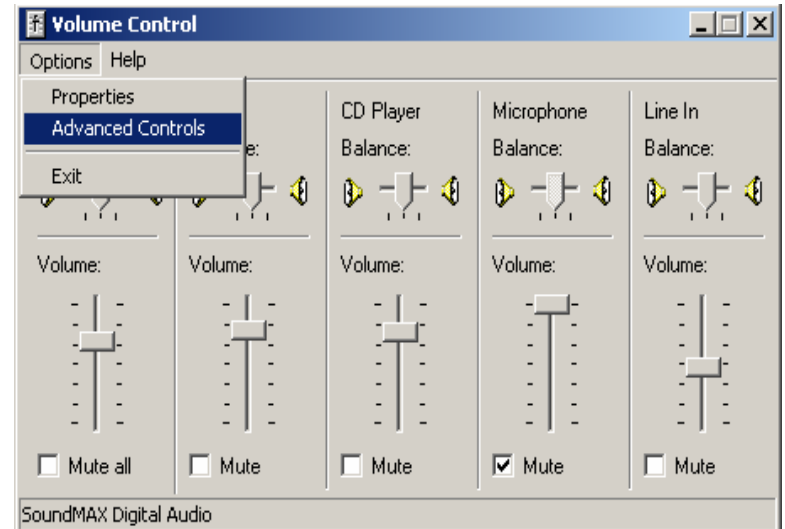 Volume Control
Options Help
Properties
Advanced Controls
Exit
CD Player Microphone Line In
e: Balance: Balance: Balance:
Volume: Volume: Volume: Volume: Volume:
Mute all Mute Mute Mute Mute
SoundMAX Digital Audio